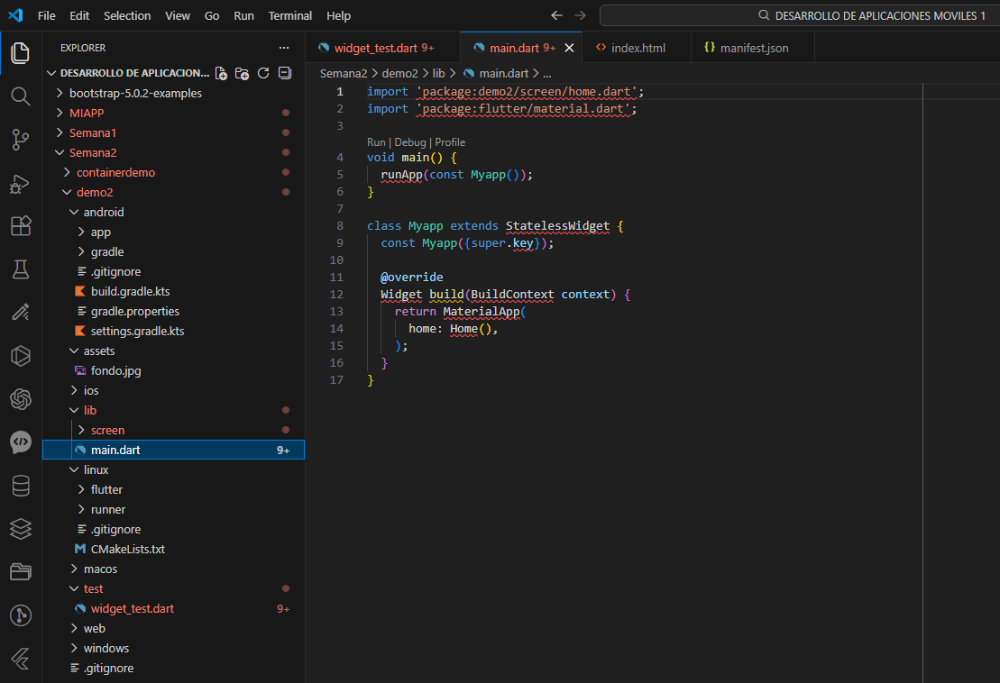 File Edit Selection View Go Run Terminal Help
DESARROLLO DE APLICACIONES MOVILES 1
EXPLORER
DESARROLLO DE APLICACION...
bootstrap-5.0.2-examples
MIAPP
Semana1
Semana2
containerdemo
demo2
android
app
gradle
.gitignore
build.gradle.kts
gradle.properties
settings.gradle.kts
assets
fondo.jpg
ios
lib
screen
main.dart 9+
linux
flutter
runner
.gitignore
CMakeLists.txt
macos
test
widget_test.dart 9+
web
windows
.gitignore
widget_test.dart 9+ main.dart 9+ index.html manifest.json
Semana2 > demo2 > lib > main.dart > ...
1 import 'package:demo2/screen/home.dart';
2 import 'package:flutter/material.dart';
3
Run | Debug | Profile
4 void main() {
5 runApp(const Myapp());
6 }
7
8 class Myapp extends StatelessWidget {
9 const Myapp({super.key});
10
11 @override
12 Widget build(BuildContext context) {
13 return MaterialApp(
14 home: Home(),
15 );
16 }
17 }